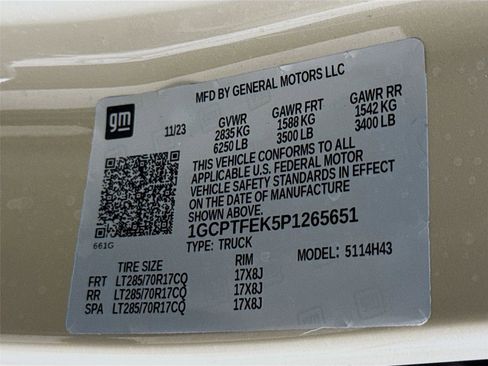 MFD BY GENERAL MOTORS LLC
gm
11/23 GVWR GAWR FRT GAWR RR
2835 KG 1588 KG 1542 KG
6250 LB 3500 LB 3400 LB
THIS VEHICLE CONFORMS TO ALL
APPLICABLE U.S. FEDERAL MOTOR
VEHICLE SAFETY STANDARDS IN EFFECT
ON THE DATE OF MANUFACTURE
SHOWN ABOVE.
1GCPTFEK5P1265651
661G
TYPE: TRUCK MODEL: 5114H43
TIRE SIZE RIM
FRT LT285/70R17CQ 17X8J
RR LT285/70R17CQ 17X8J
SPA LT285/70R17CQ 17X8J